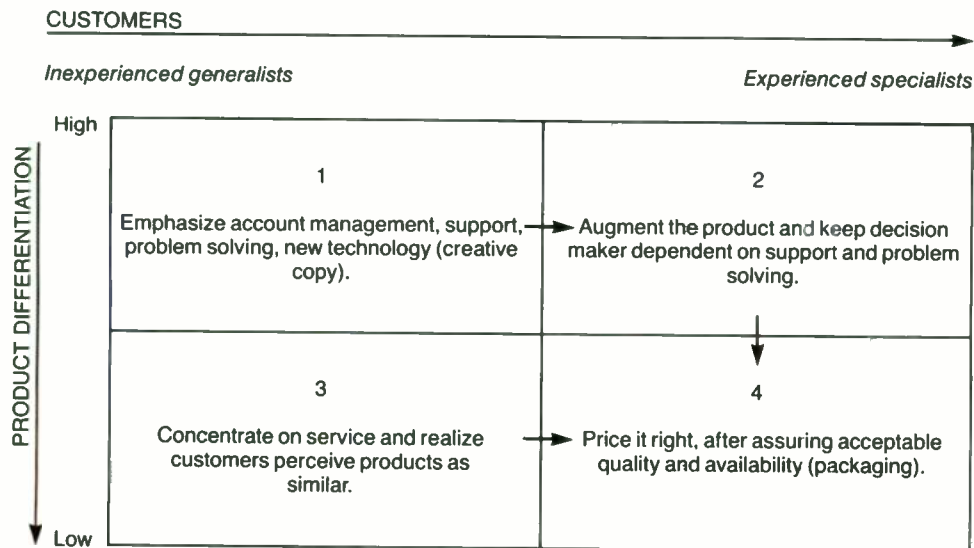 CUSTOMERS
Inexperienced generalists
Experienced specialists
High
PRODUCT DIFFERENTIATION
1
Emphasize account management, support,
problem solving, new technology (creative
copy).
2
Augment the product and keep decision
maker dependent on support and problem
solving.
3
Concentrate on service and realize
customers perceive products as
similar.
4
Price it right, after assuring acceptable
quality and availability (packaging).
Low